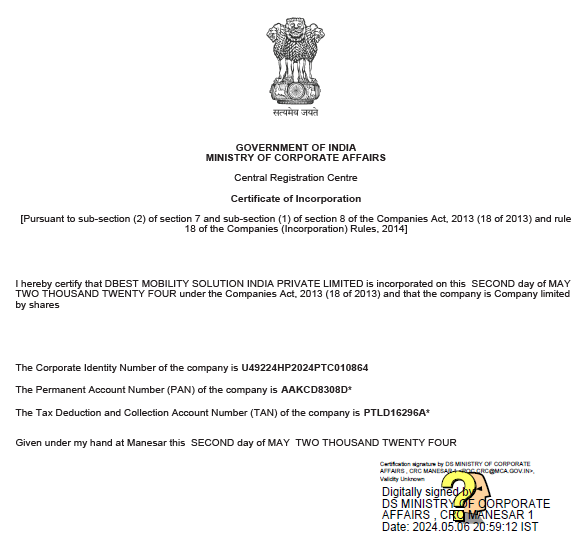 सत्यमेव जयते
GOVERNMENT OF INDIA
MINISTRY OF CORPORATE AFFAIRS
Central Registration Centre
Certificate of Incorporation
[Pursuant to sub-section (2) of section 7 and sub-section (1) of section 8 of the Companies Act, 2013 (18 of 2013) and rule
18 of the Companies (Incorporation) Rules, 2014]
I hereby certify that DBEST MOBILITY SOLUTION INDIA PRIVATE LIMITED is incorporated on this SECOND day of MAY
TWO THOUSAND TWENTY FOUR under the Companies Act, 2013 (18 of 2013) and that the company is Company limited
by shares
The Corporate Identity Number of the company is U49224HP2024PTC010864
The Permanent Account Number (PAN) of the company is AAKCD8308D*
The Tax Deduction and Collection Account Number (TAN) of the company is PTLD16296A*
Given under my hand at Manesar this SECOND day of MAY TWO THOUSAND TWENTY FOUR
Certification signature by DS MINISTRY OF CORPORATE
AFFAIRS , CRC MANESAR 1 <ROC.CRC@MCA.GOV.IN>,
Validity Unknown
Digitally signed by
DS MINISTRY OF CORPORATE
AFFAIRS , CRC MANESAR 1
Date: 2024.05.06 20:59:12 IST